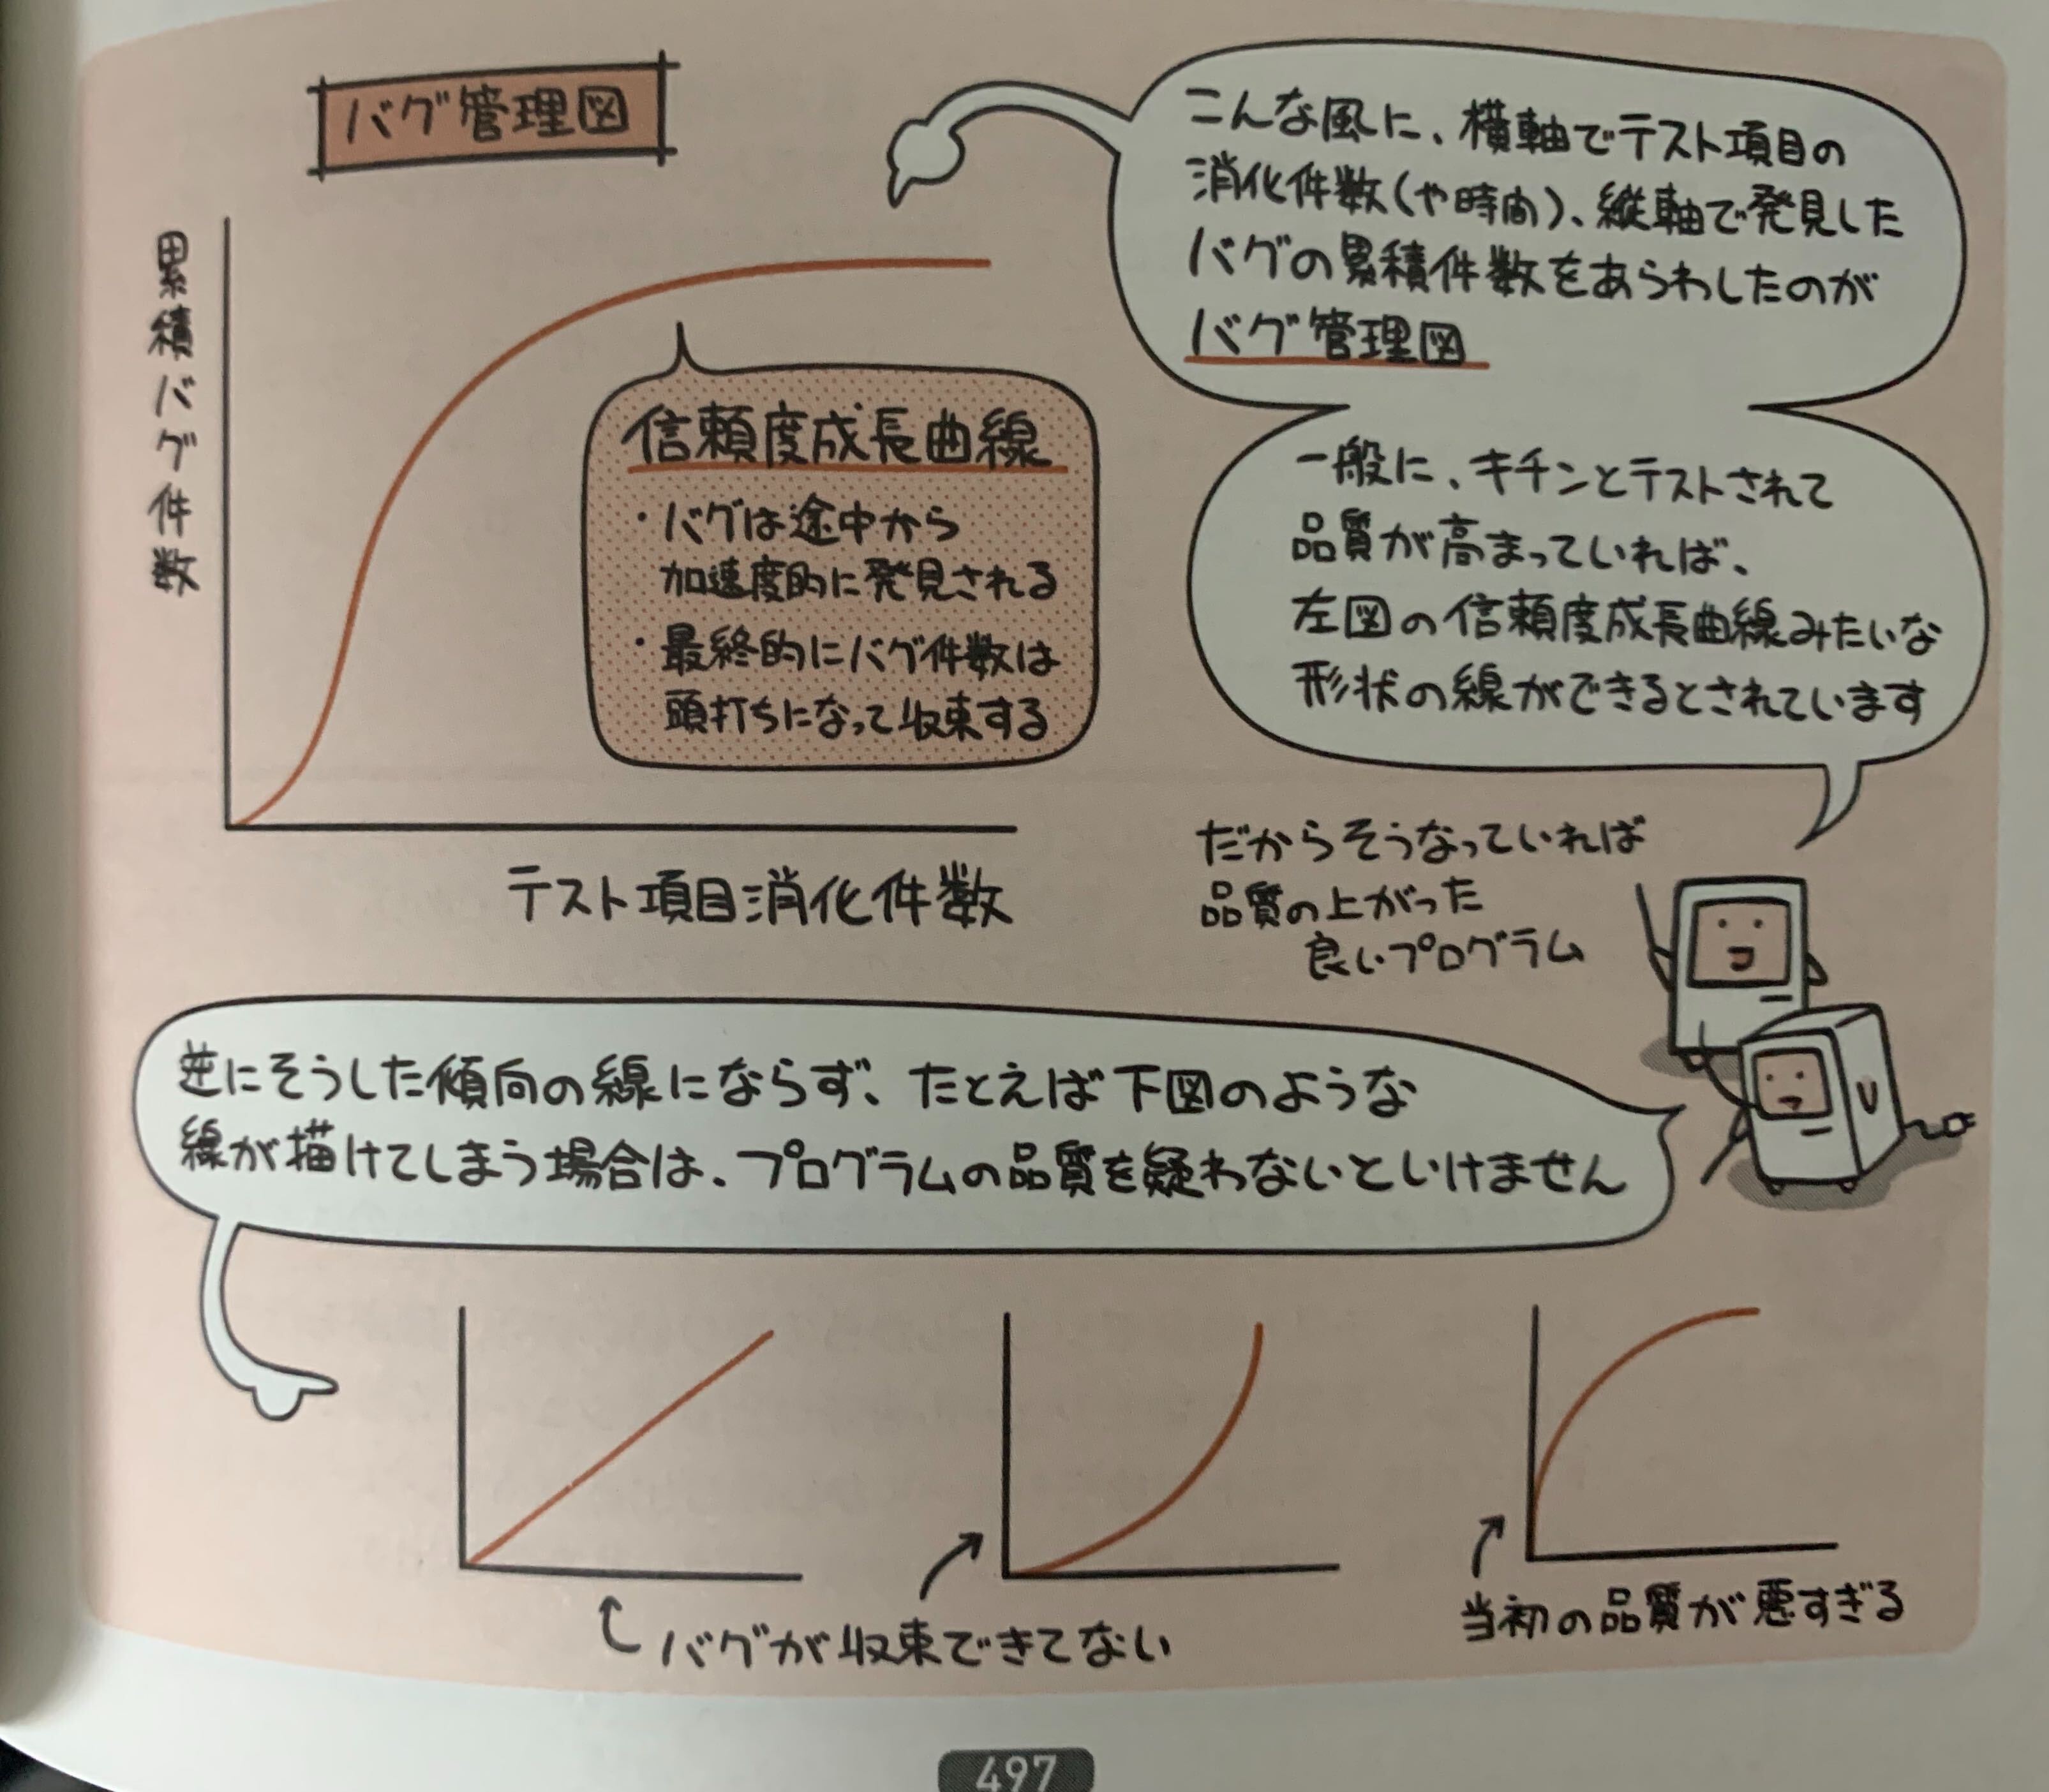 バグ管理図
こんな風に、横軸でテスト項目の
消化件数(や時間)、縦軸で発見した
バグの累積件数をあらわしたのが
バグ管理図
累積バグ件数
信頼度成長曲線
・バグは途中から
加速度的に発見される
・最終的にバグ件数は
頭打ちになって収束する
テスト項目消化件数
一般に、キチンとテストされて
品質が高まっていれば、
左図の信頼度成長曲線みたいな
形状の線ができるとされています
だからそうなっていれば
品質の上がった
良いプログラム
逆にそうした傾向の線にならず、たとえば下図のような
線が描けてしまう場合は、プログラムの品質を疑わないといけません
バグが収束できてない
当初の品質が悪すぎる
497